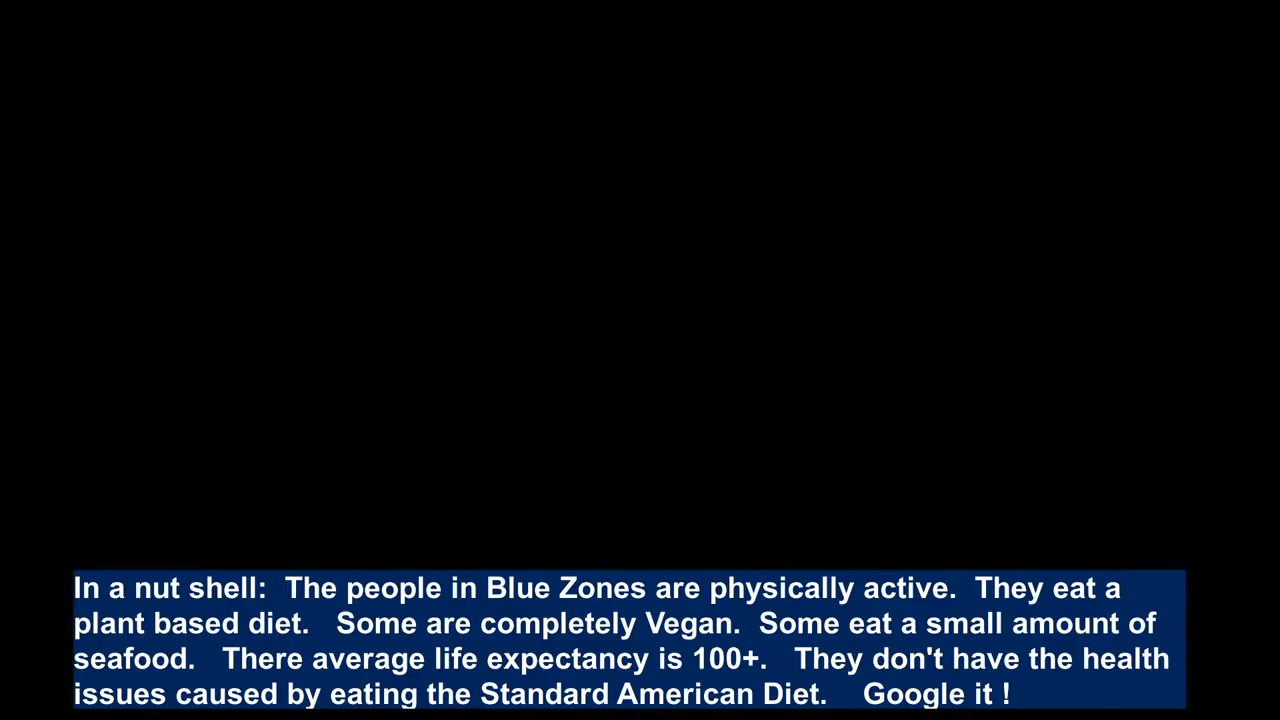 In a nut shell:  The people in Blue Zones are physically active.  They eat a
plant based diet.   Some are completely Vegan.  Some eat a small amount of
seafood.   There average life expectancy is 100+.   They don't have the health
issues caused by eating the Standard American Diet.    Google it !